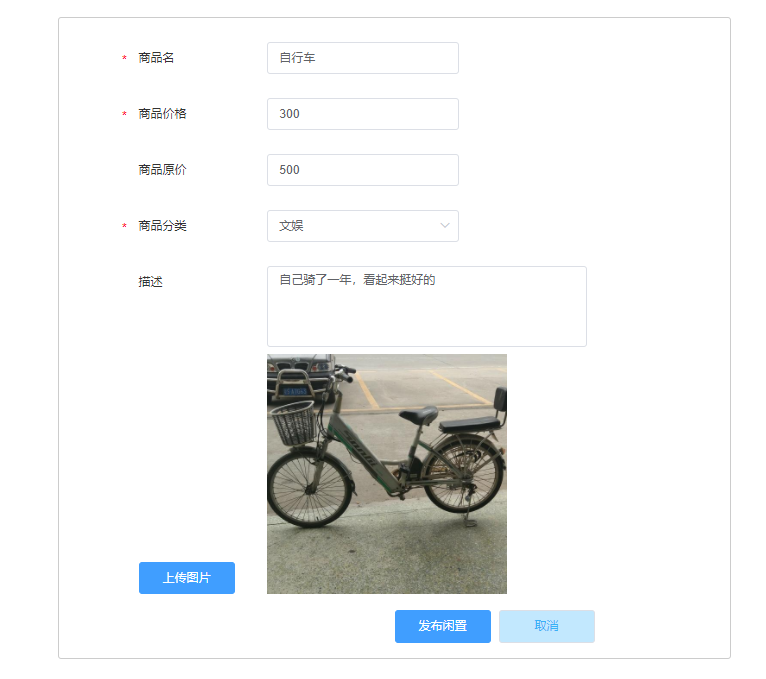 * 商品名 自行车
* 商品价格 300
商品原价 500
* 商品分类 文娱
描述 自己骑了一年，看起来挺好的
上传图片
发布闲置 取消